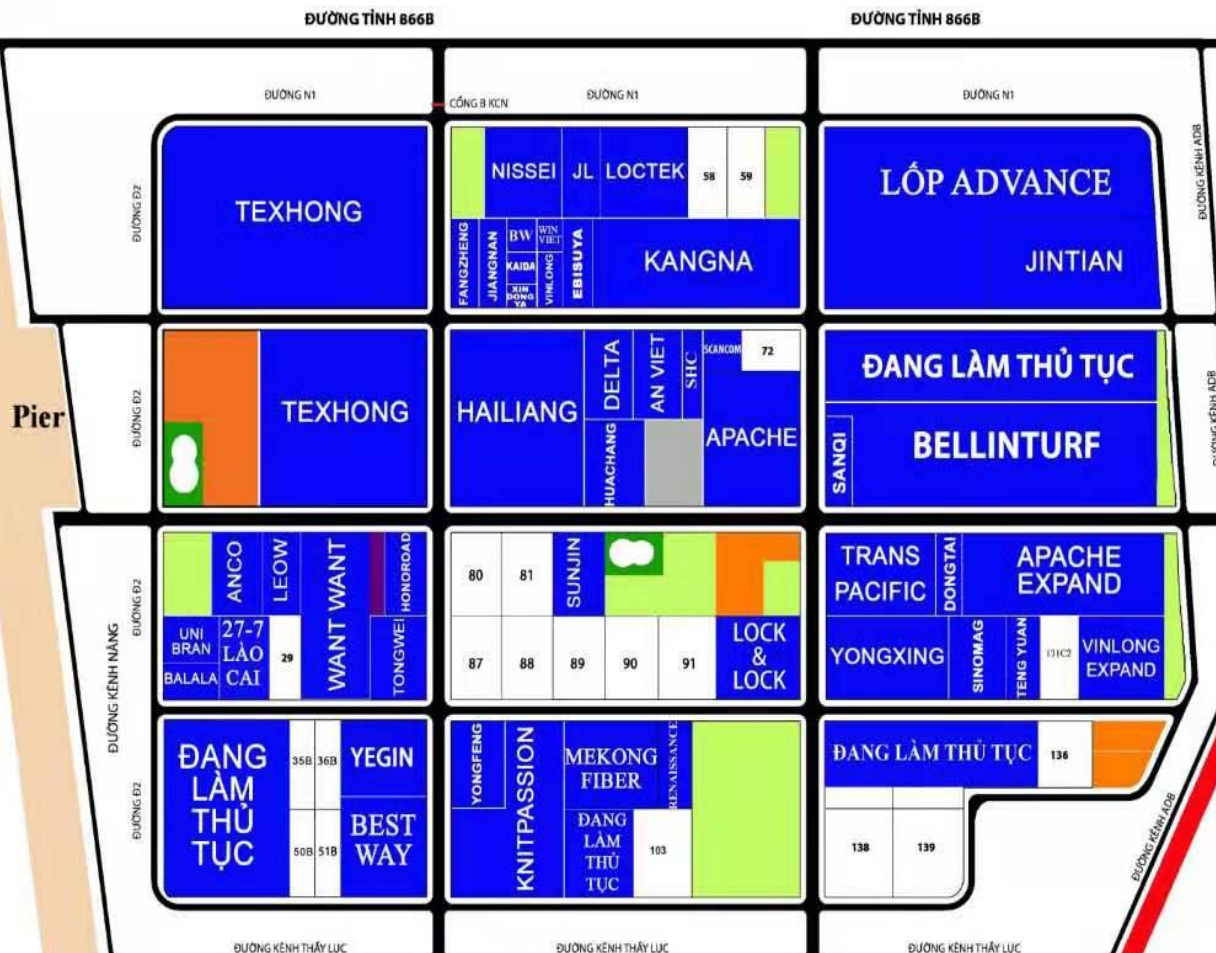 ĐƯỜNG TỈNH 866B
ĐƯỜNG TỈNH 866B
ĐƯỜNG N1
CỔNG B KCN
ĐƯỜNG N1
ĐƯỜNG N1
ĐƯỜNG Đ2
TEXHONG
NISSEI
JL
LOCTEK
58
59
FANGZHENG
JIANGNAN
BW
WIN
VIET
KAIDA
VINLONG
XIN
DONG
YA
EBISUYA
KANGNA
LỐP ADVANCE
JINTIAN
ĐƯỜNG KÊNH ADB
Pier
ĐƯỜNG Đ2
TEXHONG
HAILIANG
DELTA
AN VIET
SHC
SCANCOM
72
HUACHANG
APACHE
ĐANG LÀM THỦ TỤC
SANQI
BELLINTURF
ĐƯỜNG KÊNH ADB
ĐƯỜNG KÊNH NĂNG
ĐƯỜNG Đ2
ANCO
LEOW
WANT WANT
HONOROAD
UNI
BRAN
BALALA
27-7
LÀO
CAI
29
TONGWEI
80
81
SUNJIN
87
88
89
90
91
LOCK
&
LOCK
TRANS
PACIFIC
DONGTAI
APACHE
EXPAND
YONGXING
SINOMAG
TENG YUAN
131C2
VINLONG
EXPAND
ĐƯỜNG Đ2
ĐANG
LÀM
THỦ
TỤC
35B
36B
YEGIN
50B
51B
BEST
WAY
YONGFENG
KNITPASSION
MEKONG
FIBER
RENAISSANCE
ĐANG
LÀM
THỦ
TỤC
103
ĐANG LÀM THỦ TỤC
136
138
139
ĐƯỜNG KÊNH ADB
ĐƯỜNG KÊNH THẦY LỤC
ĐƯỜNG KÊNH THẦY LỤC
ĐƯỜNG KÊNH THẦY LỤC